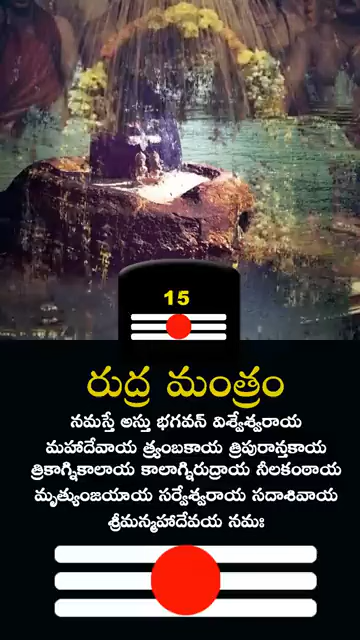 15
రుద్ర మంత్రం
నమస్తే అస్తు భగవన్ విశ్వేశ్వరాయ
మహాదేవాయ త్ర్యంబకాయ త్రిపురాన్తకాయ
త్రికాగ్నికాలాయ కాలాగ్నిరుద్రాయ నీలకంఠాయ
మృత్యుంజయాయ సర్వేశ్వరాయ సదాశివాయ
శ్రీమన్మహాదేవయ నమః